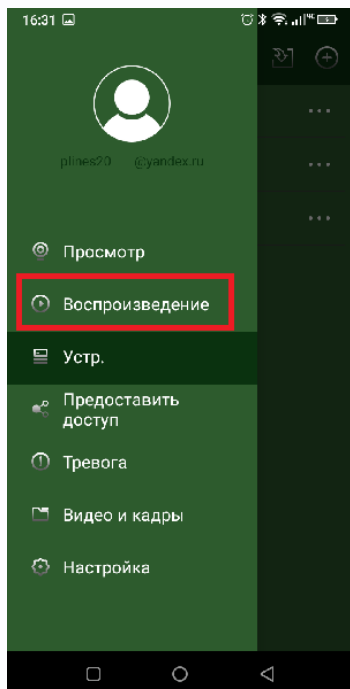 16:31
plines20 @yandex.ru
Просмотр
Воспроизведение
Устр.
Предоставить
доступ
Тревога
Видео и кадры
Настройка